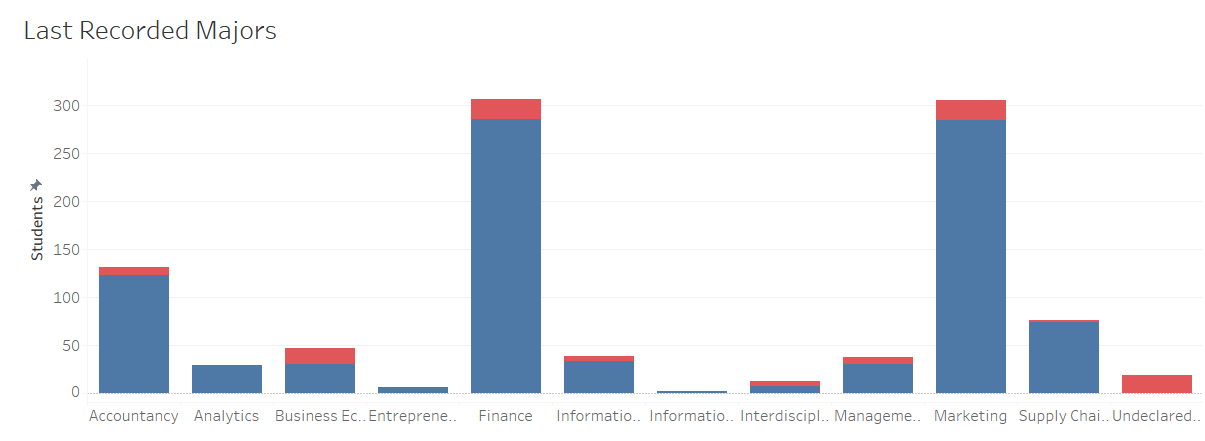 Last Recorded Majors
Students
300
250
200
150
100
50
0
Accountancy Analytics Business Ec.. Entreprene.. Finance Informatio.. Informatio.. Interdiscipl.. Manageme.. Marketing Supply Chai.. Undeclared..